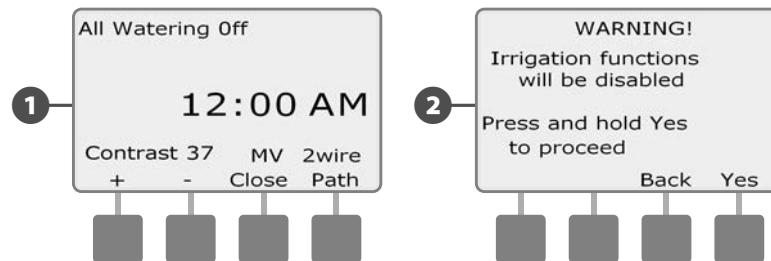 All Watering Off
1
12:00 AM
Contrast 37 MV 2wire
+ - Close Path
WARNING!
Irrigation functions
will be disabled
2
Press and hold Yes
to proceed
Back Yes